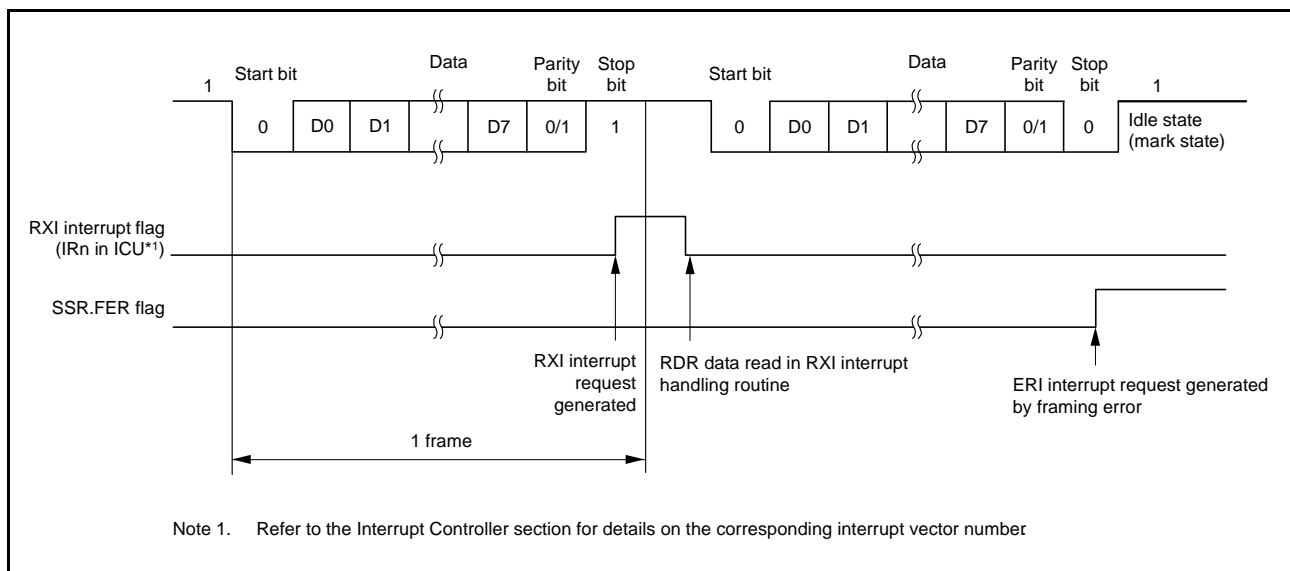 1
Start bit
Data
Parity
bit
Stop
bit
Start bit
Data
Parity
bit
Stop
bit
1
0
D0
D1
D7
0/1
1
0
D0
D1
D7
0/1
0
Idle state
(mark state)
RXI interrupt flag
(IRn in ICU*1)
SSR.FER flag
RXI interrupt
request
generated
RDR data read in RXI interrupt
handling routine
ERI interrupt request generated
by framing error
1 frame
Note 1. Refer to the Interrupt Controller section for details on the corresponding interrupt vector number.